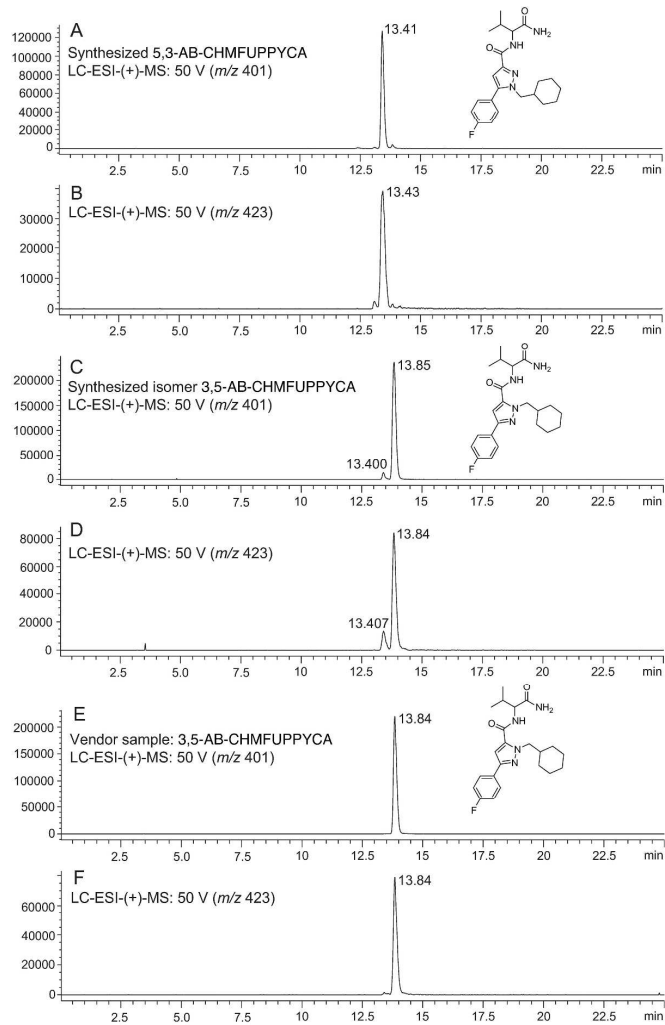 A
Synthesized 5,3-AB-CHMFUPPYCA
LC-ESI-(+)-MS: 50 V (m/z 401)
13.41
O
NH2
O
NH
N
N
F
120000
100000
80000
60000
40000
20000
0
2.5 5.0 7.5 10 12.5 15 17.5 20 22.5 min
B
LC-ESI-(+)-MS: 50 V (m/z 423)
13.43
30000
20000
10000
0
2.5 5.0 7.5 10 12.5 15 17.5 20 22.5 min
C
Synthesized isomer 3,5-AB-CHMFUPPYCA
LC-ESI-(+)-MS: 50 V (m/z 401)
13.85
13.400
O
NH2
O
NH
N
N
F
200000
150000
100000
50000
0
2.5 5.0 7.5 10 12.5 15 17.5 20 22.5 min
D
LC-ESI-(+)-MS: 50 V (m/z 423)
13.84
13.407
80000
60000
40000
20000
0
2.5 5.0 7.5 10 12.5 15 17.5 20 22.5 min
E
Vendor sample: 3,5-AB-CHMFUPPYCA
LC-ESI-(+)-MS: 50 V (m/z 401)
13.84
O
NH2
O
NH
N
N
F
200000
150000
100000
50000
0
2.5 5.0 7.5 10 12.5 15 17.5 20 22.5 min
F
LC-ESI-(+)-MS: 50 V (m/z 423)
13.84
60000
40000
20000
0
2.5 5.0 7.5 10 12.5 15 17.5 20 22.5 min